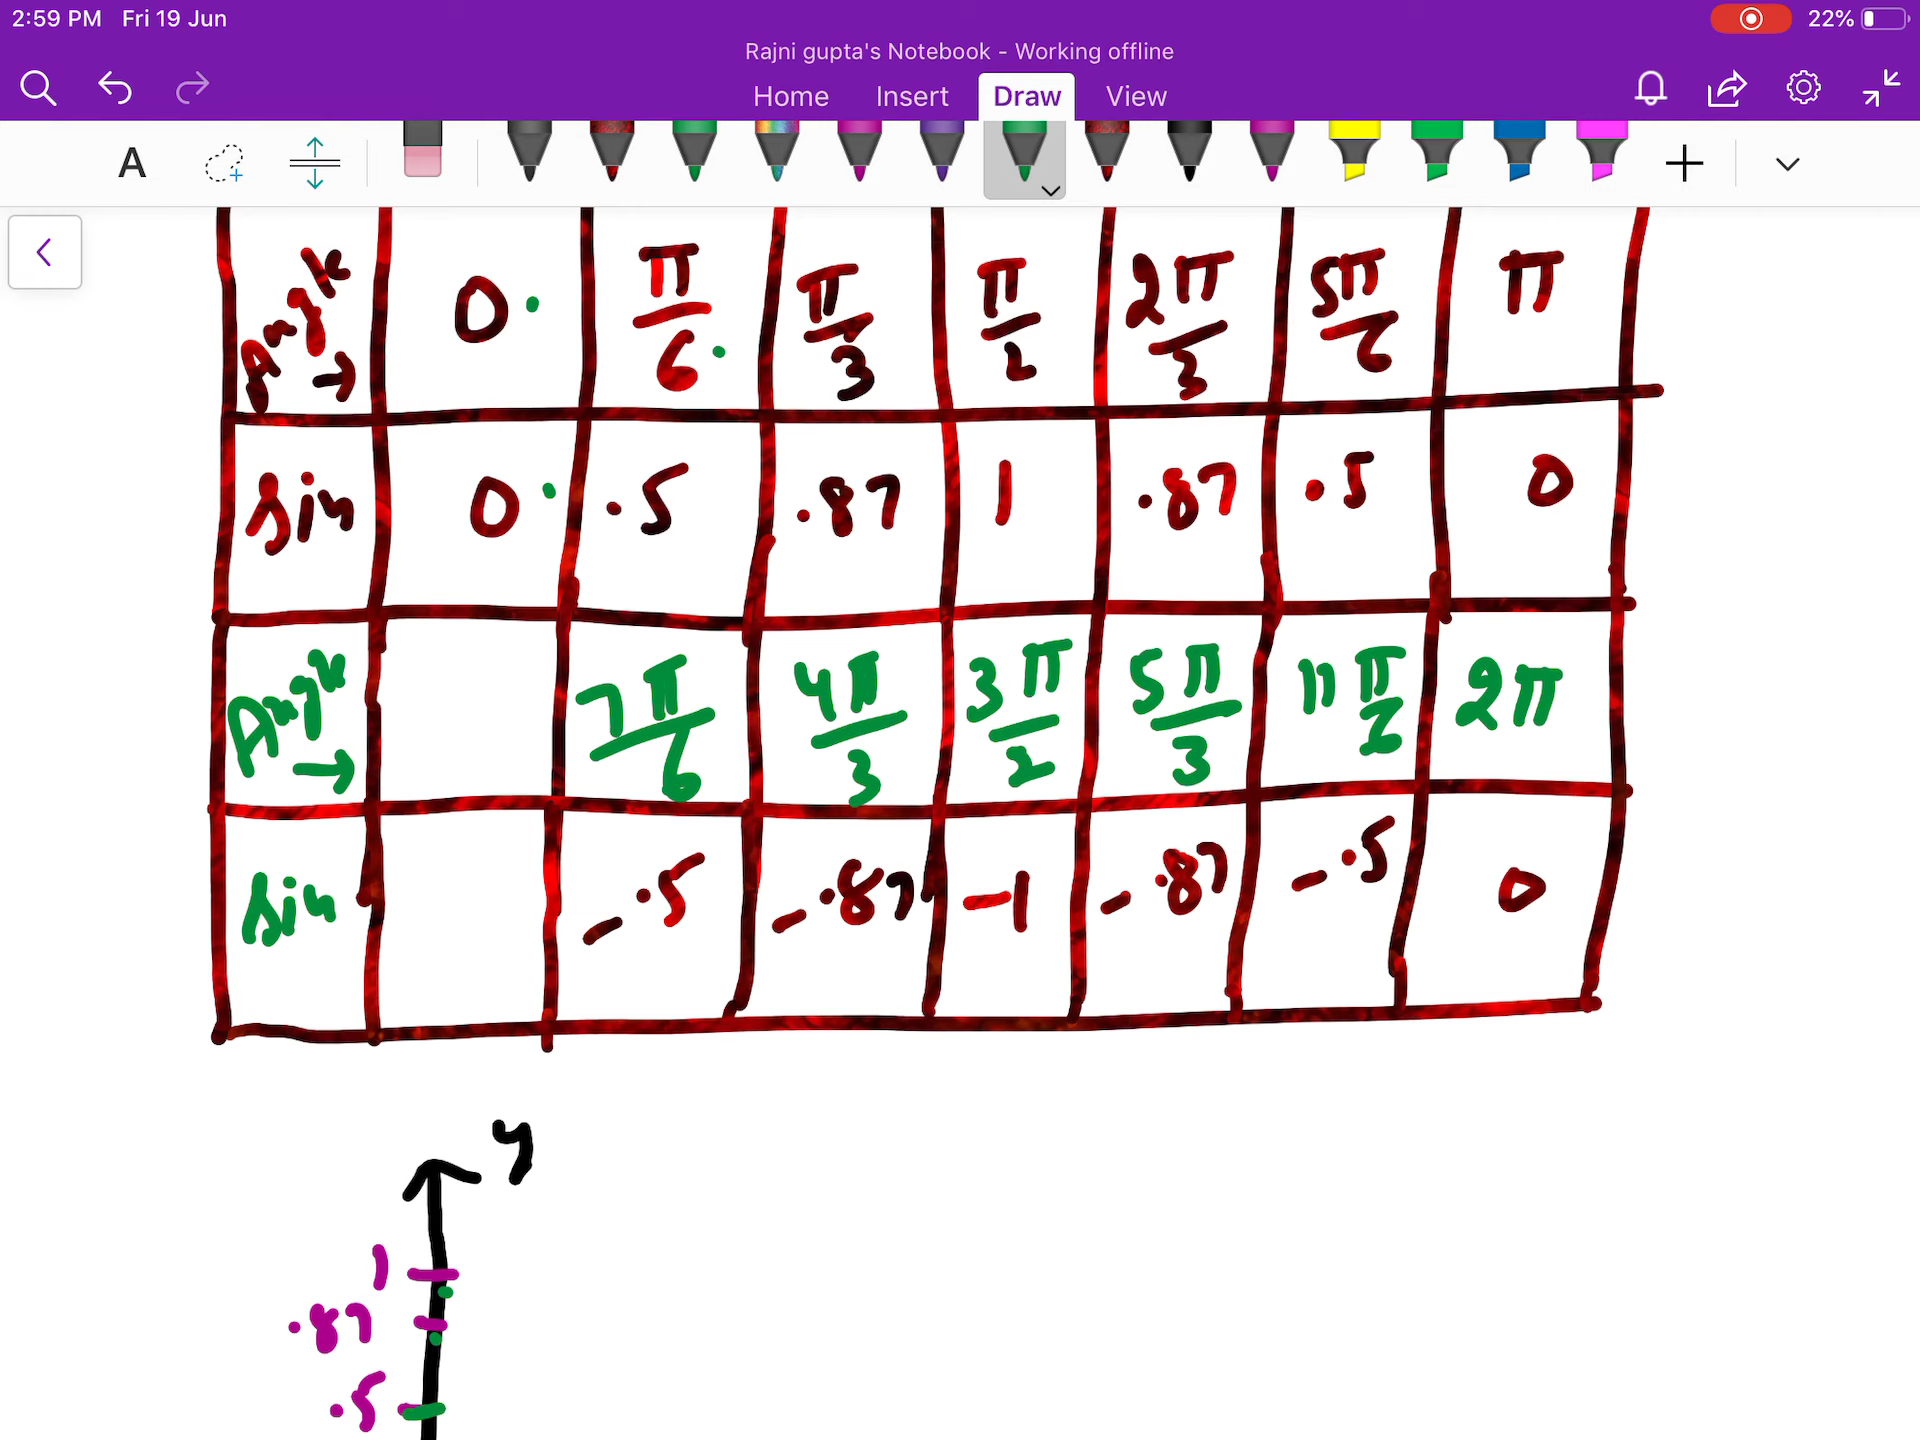 2:59 PM Fri 19 Jun 22%
Rajni gupta's Notebook - Working offline
Home Insert Draw View
A
Angle → 0 π/6 π/3 π/2 2π/3 5π/6 π
sin 0 .5 .87 1 .87 .5 0
Angle → 7π/6 4π/3 3π/2 5π/3 11π/6 2π
sin -.5 -.87 -1 -.87 -.5 0
y
1
.87
.5